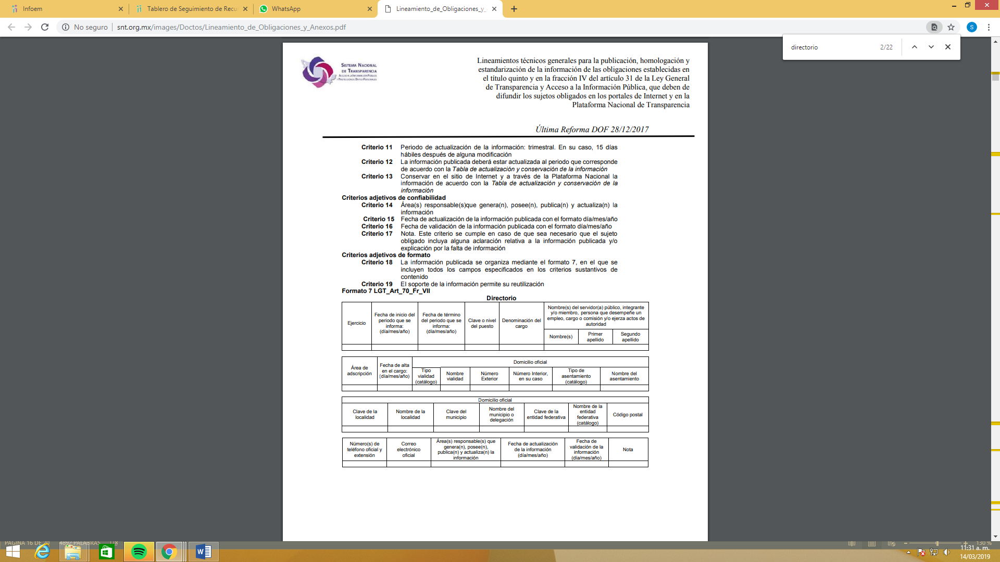 Infoem
Tablero de Seguimiento de Recu
WhatsApp
Lineamiento_de_Obligaciones_y_
No seguro
snt.org.mx/images/Doctos/Lineamiento_de_Obligaciones_y_Anexos.pdf
S
directorio 2/22
SISTEMA NACIONAL
DE TRANSPARENCIA
ACCESO A LA INFORMACIÓN PÚBLICA
Y PROTECCIÓN DE DATOS PERSONALES
Lineamientos técnicos generales para la publicación, homologación y
estandarización de la información de las obligaciones establecidas en
el título quinto y en la fracción IV del artículo 31 de la Ley General
de Transparencia y Acceso a la Información Pública, que deben de
difundir los sujetos obligados en los portales de Internet y en la
Plataforma Nacional de Transparencia
Última Reforma DOF 28/12/2017
Criterio 11 Periodo de actualización de la información: trimestral. En su caso, 15 días
hábiles después de alguna modificación
Criterio 12 La información publicada deberá estar actualizada al periodo que corresponde
de acuerdo con la Tabla de actualización y conservación de la información
Criterio 13 Conservar en el sitio de Internet y a través de la Plataforma Nacional la
información de acuerdo con la Tabla de actualización y conservación de la
información
Criterios adjetivos de confiabilidad
Criterio 14 Área(s) responsable(s)que genera(n), posee(n), publica(n) y actualiza(n) la
información
Criterio 15 Fecha de actualización de la información publicada con el formato día/mes/año
Criterio 16 Fecha de validación de la información publicada con el formato día/mes/año
Criterio 17 Nota. Este criterio se cumple en caso de que sea necesario que el sujeto
obligado incluya alguna aclaración relativa a la información publicada y/o
explicación por la falta de información
Criterios adjetivos de formato
Criterio 18 La información publicada se organiza mediante el formato 7, en el que se
incluyen todos los campos especificados en los criterios sustantivos de
contenido
Criterio 19 El soporte de la información permite su reutilización
Formato 7 LGT_Art_70_Fr_VII
Directorio
Ejercicio
Fecha de inicio del
periodo que se
informa:
(día/mes/año)
Fecha de término
del periodo que se
informa:
(día/mes/año)
Clave o nivel
del puesto
Denominación del
cargo
Nombre(s) del servidor(a) público, integrante
y/o miembro, persona que desempeñe un
empleo, cargo o comisión y/o ejerza actos de
autoridad
Nombre(s)
Primer
apellido
Segundo
apellido
Área de
adscripción
Fecha de alta
en el cargo:
(día/mes/año)
Domicilio oficial
Tipo
vialidad
(catálogo)
Nombre
vialidad
Número
Exterior
Número Interior,
en su caso
Tipo de
asentamiento
(catálogo)
Nombre del
asentamiento
Domicilio oficial
Clave de la
localidad
Nombre de la
localidad
Clave del
municipio
Nombre del
municipio o
delegación
Clave de la
entidad federativa
Nombre de la
entidad
federativa
(catálogo)
Código postal
Número(s) de
teléfono oficial y
extensión
Correo
electrónico
oficial
Área(s) responsable(s) que
genera(n), posee(n),
publica(n) y actualiza(n) la
información
Fecha de actualización
de la información
(día/mes/año)
Fecha de
validación de la
información
(día/mes/año)
Nota
PÁGINA 16 DE 20 4892 PALABRAS
130 %
11:31 a. m.
14/03/2019